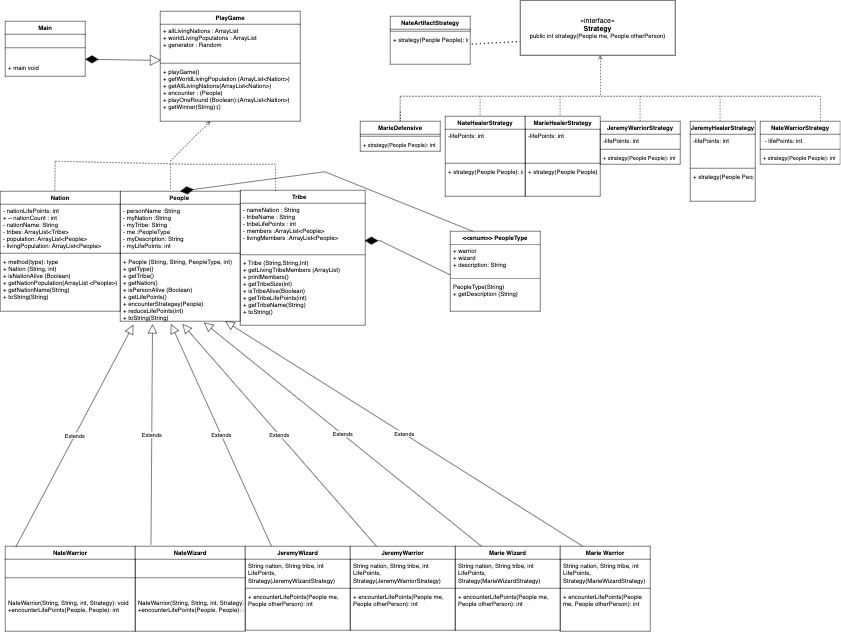 Main
+ main void
PlayGame
+ allLivingNations : ArrayList
+ worldLivingPopulatons : ArrayList
+ generator : Random
+ playGame()
+ getWorldLivingPopulation (ArrayList<Nation>)
+ getAllLivingNations(ArrayList<Nation>)
+ encounter : (People)
+ playOneRound (Boolean):(ArrayList<Nation>)
+ getWinner(String):()
NateArtifactStrategy
+ strategy(People People): i
«interface»
Strategy
public int strategy(People me, People otherPerson)
MarieDefensive
+ strategy(People People): int
NateHealerStrategy
-lifePoints: int
+ strategy(People People): i
MarieHealerStrategy
-lifePoints: int
+ strategy(People People):
JeremyWarriorStrategy
-lifePoints: int
+ strategy(People People): int
JeremyHealerStrategy
-lifePoints: int
+ strategy(People Peo
NateWarriorStrategy
- lifePoints: int
+ strategy(People People): int
Nation
- nationLifePoints: int
+ ~ nationCount : int
- nationName: String
- tribes: ArrayList<Tribe>
- population: ArrayList<People>
- livingPopulation: ArrayList<People>
+ method(type): type
+ Nation (String, int)
+ isNationAlive (Boolean)
+ getNationPopulation(ArrayList <People>)
+ getNationName(String)
+ toString(String)
People
- personName :String
- myNation :String
- myTribe: String
- me :PeopleType
- myDescription: String
- myLifePoints: int
+ People (String, String, PeopleType, int)
+ getType()
+ getTribe()
+ getNation()
+ isPersonAlive (Boolean)
+ getLifePoints()
+ encounterStrategey(People)
+ reduceLifePoints(int)
+ toString(String)
Tribe
- nameNation : String
- tribeName : String
- tribeLifePoints : int
- members :ArrayList<People>
- livingMembers :ArrayList<People>
+ Tribe (String,String,Int)
+ getLivingTribeMembers (ArrayList)
+ printMembers()
+ getTribeSize(int)
+ isTribeAlive(Boolean)
+ getTribeLifePoints(int)
+ getTribeName(String)
+ toString()
<<enum>> PeopleType
+ warrior
+ wizard
+ description: String
PeopleType(String)
+ getDescription (String)
Extends
Extends
Extends
Extends
Extends
Extends
NateWarrior
NateWarrior(String, String, int, Strategy): void
+encounterLifePoints(People, People): int
NateWizard
NateWarrior(String, String, int, Strategy)
+encounterLifePoints(People, People):
JeremyWizard
String nation, String tribe, int
LifePoints,
Strategy(JeremyWizardStrategy)
+ encounterLifePoints(People me,
People otherPerson): int
JeremyWarrior
String nation, String tribe, int
LifePoints,
Strategy(JeremyWarriorStrategy)
+ encounterLifePoints(People me,
People otherPerson): int
Marie Wizard
String nation, String tribe, int
LifePoints,
Strategy(MarieWizardStrategy)
+ encounterLifePoints(People me,
People otherPerson): int
Marie Warrior
String nation, String tribe, int
LifePoints,
Strategy(MarieWizardStrategy)
+ encounterLifePoints(People
me, People otherPerson): int